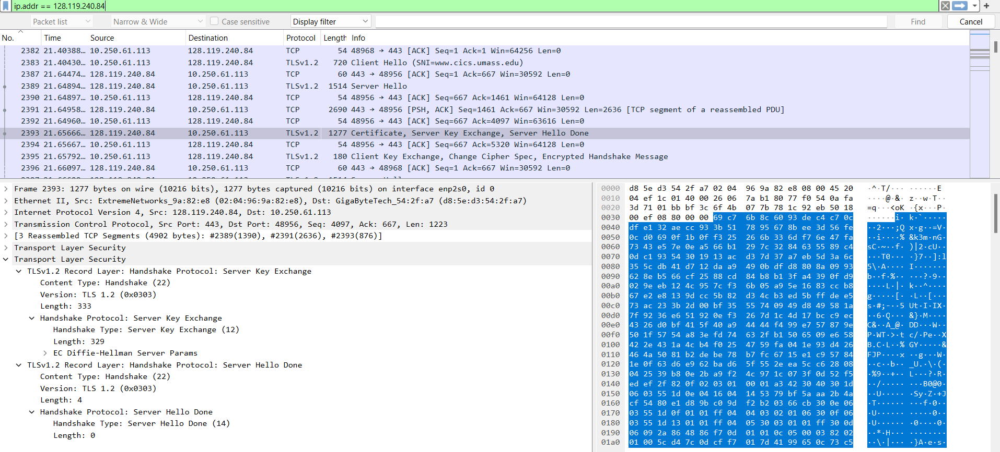 ip.addr == 128.119.240.84
Packet list Narrow & Wide Case sensitive Display filter Find Cancel
No. Time Source Destination Protocol Length Info
2382 21.40388… 10.250.61.113 128.119.240.84 TCP 54 48968 → 443 [ACK] Seq=1 Ack=1 Win=64256 Len=0
2383 21.40430… 10.250.61.113 128.119.240.84 TLSv1.2 720 Client Hello (SNI=www.cics.umass.edu)
2387 21.64474… 128.119.240.84 10.250.61.113 TCP 60 443 → 48956 [ACK] Seq=1 Ack=667 Win=30592 Len=0
2389 21.64894… 128.119.240.84 10.250.61.113 TLSv1.2 1514 Server Hello
2390 21.64897… 10.250.61.113 128.119.240.84 TCP 54 48956 → 443 [ACK] Seq=667 Ack=1461 Win=64128 Len=0
2391 21.64958… 128.119.240.84 10.250.61.113 TCP 2690 443 → 48956 [PSH, ACK] Seq=1461 Ack=667 Win=30592 Len=2636 [TCP segment of a reassembled PDU]
2392 21.64960… 10.250.61.113 128.119.240.84 TCP 54 48956 → 443 [ACK] Seq=667 Ack=4097 Win=63616 Len=0
2393 21.65666… 128.119.240.84 10.250.61.113 TLSv1.2 1277 Certificate, Server Key Exchange, Server Hello Done
2394 21.65667… 10.250.61.113 128.119.240.84 TCP 54 48956 → 443 [ACK] Seq=667 Ack=5320 Win=64128 Len=0
2395 21.65792… 10.250.61.113 128.119.240.84 TLSv1.2 180 Client Key Exchange, Change Cipher Spec, Encrypted Handshake Message
2396 21.66097… 128.119.240.84 10.250.61.113 TCP 60 443 → 48968 [ACK] Seq=1 Ack=667 Win=30592 Len=0
Frame 2393: 1277 bytes on wire (10216 bits), 1277 bytes captured (10216 bits) on interface enp2s0, id 0
Ethernet II, Src: ExtremeNetworks_9a:82:e8 (02:04:96:9a:82:e8), Dst: GigaByteTech_54:2f:a7 (d8:5e:d3:54:2f:a7)
Internet Protocol Version 4, Src: 128.119.240.84, Dst: 10.250.61.113
Transmission Control Protocol, Src Port: 443, Dst Port: 48956, Seq: 4097, Ack: 667, Len: 1223
[3 Reassembled TCP Segments (4902 bytes): #2389(1390), #2391(2636), #2393(876)]
Transport Layer Security
Transport Layer Security
TLSv1.2 Record Layer: Handshake Protocol: Server Key Exchange
Content Type: Handshake (22)
Version: TLS 1.2 (0x0303)
Length: 333
Handshake Protocol: Server Key Exchange
Handshake Type: Server Key Exchange (12)
Length: 329
EC Diffie-Hellman Server Params
TLSv1.2 Record Layer: Handshake Protocol: Server Hello Done
Content Type: Handshake (22)
Version: TLS 1.2 (0x0303)
Length: 4
Handshake Protocol: Server Hello Done
Handshake Type: Server Hello Done (14)
Length: 0
0000 d8 5e d3 54 2f a7 02 04 96 9a 82 e8 08 00 45 20
0010 04 ef 1c 01 40 00 26 06 7a b1 80 77 f0 54 0a fa
0020 3d 71 01 bb bf 3c 6f 4b 07 7b 78 1c 92 eb 50 18
0030 00 ef 08 80 00 00 69 c7 6b 8c 60 93 de c4 c7 0c
0040 df e1 32 ae cc 93 3b 51 78 95 67 8b ee 3d 56 fe
0050 0c d0 69 0f 1b 0f f3 25 26 6b 33 6d f7 6e 47 fa
0060 73 43 e5 7e 0e a5 66 b1 29 7c 32 84 63 55 89 c4
0070 0d c1 93 54 30 19 13 ac d3 7d 37 a7 eb 5d 3a 6c
0080 35 5c db 41 d7 12 da a9 49 0b df d8 80 8a 09 93
0090 62 8e b5 66 cf 25 88 cd 84 b8 b1 3f a4 39 0f d9
00a0 02 9e eb 12 4c 95 7c f3 6b 05 a9 5e 16 83 cc b8
00b0 67 e2 e8 13 9d cc 5b 82 d3 4c b3 ed 5b ff de e5
00c0 73 ac 23 3b 2d 00 bf 35 55 74 09 49 d8 49 58 1a
00d0 7f 92 36 e6 51 92 0e f3 26 7d 1c 4d 17 bc c9 ec
00e0 43 26 d0 bf 41 5f 40 a9 44 44 f4 99 e7 57 87 9e
00f0 50 1f 57 54 a8 3e fd 74 63 2f b1 50 65 09 e6 58
0100 42 2e 43 1a 4c b4 f0 25 47 59 fa 04 1e 93 d4 26
0110 46 4a 50 81 b2 de be 78 b7 fc 67 15 e1 c9 57 84
0120 1e 0f 63 d6 e9 62 ba d6 5f 55 2e ea 5c c6 28 08
0130 04 25 39 b8 0e 2b a9 f2 4c 97 1c 07 3f 0d 52 f5
0140 ed ef 2f 82 0f 02 03 01 00 01 a3 42 30 40 30 1d
0150 06 03 55 1d 0e 04 16 04 14 53 79 bf 5a aa 2b 4a
0160 cf 54 80 e1 d8 9b c0 9d f2 b2 03 66 cb 30 0e 06
0170 03 55 1d 0f 01 01 ff 04 04 03 02 01 06 30 0f 06
0180 03 55 1d 13 01 01 ff 04 05 30 03 01 01 ff 30 0d
0190 06 09 2a 86 48 86 f7 0d 01 01 0c 05 00 03 82 02
01a0 01 00 5c d4 7c 0d cf f7 01 7d 41 99 65 0c 73 c5